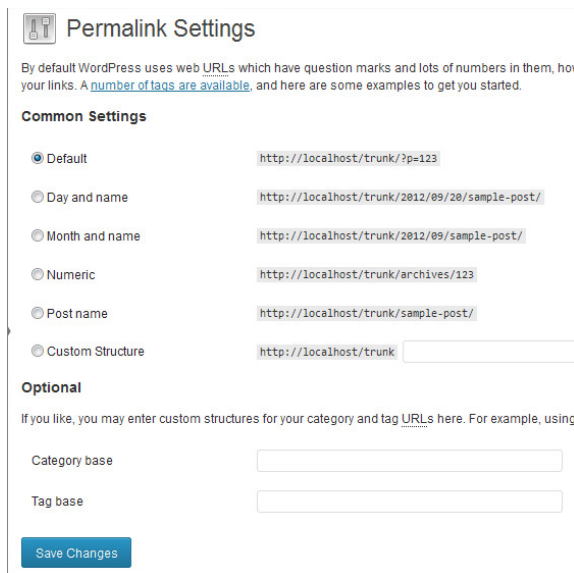 Permalink Settings
By default WordPress uses web URLs which have question marks and lots of numbers in them, how
your links. A number of tags are available, and here are some examples to get you started.
Common Settings
Default http://localhost/trunk/?p=123
Day and name http://localhost/trunk/2012/09/20/sample-post/
Month and name http://localhost/trunk/2012/09/sample-post/
Numeric http://localhost/trunk/archives/123
Post name http://localhost/trunk/sample-post/
Custom Structure http://localhost/trunk
Optional
If you like, you may enter custom structures for your category and tag URLs here. For example, using
Category base
Tag base
Save Changes